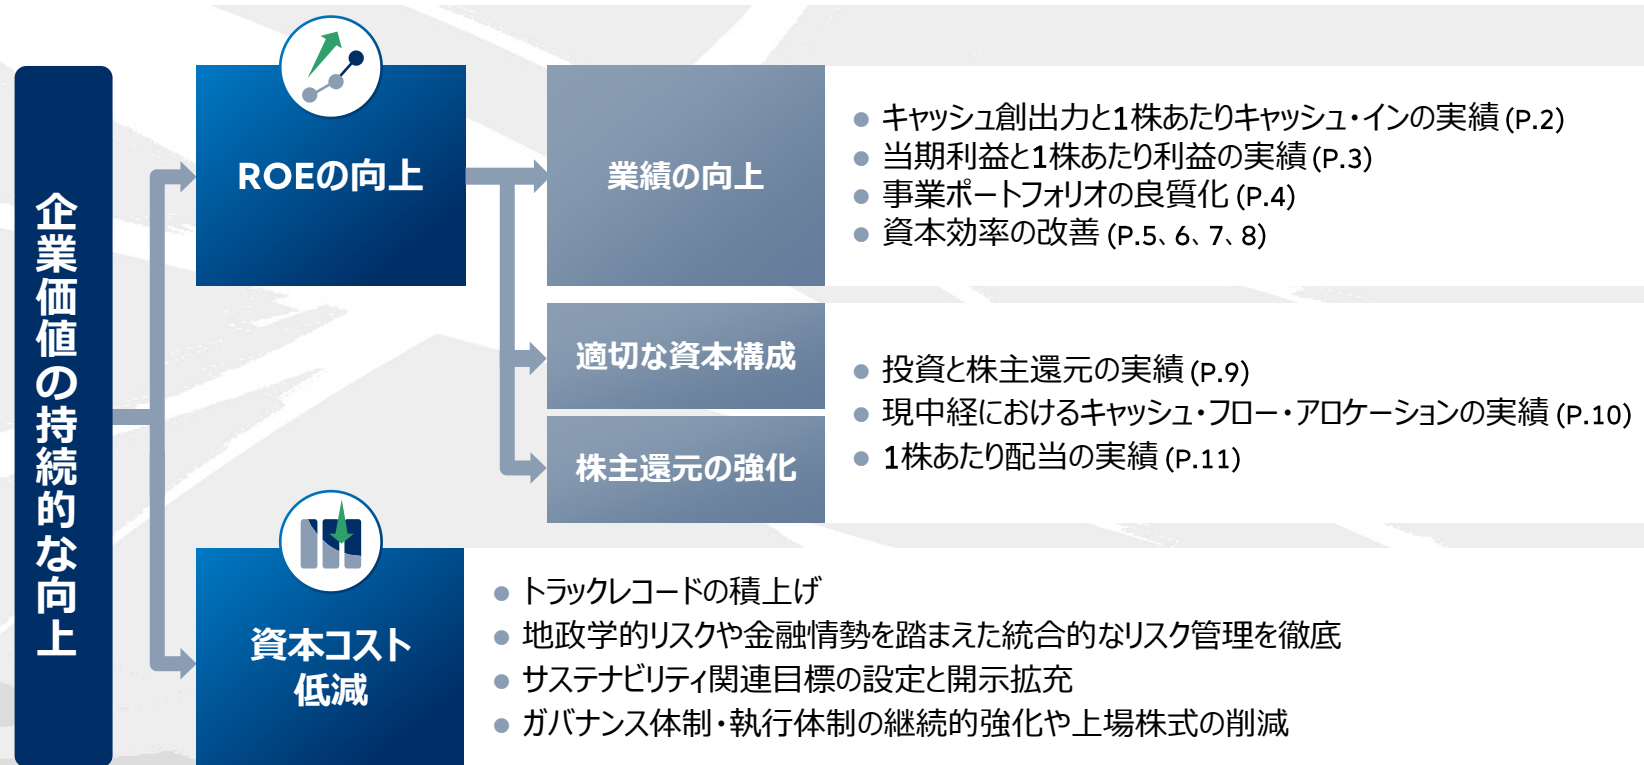 企業価値の持続的な向上
ROEの向上
業績の向上
キャッシュ創出力と1株あたりキャッシュ・インの実績 (P.2)
当期利益と1株あたり利益の実績 (P.3)
事業ポートフォリオの良質化 (P.4)
資本効率の改善 (P.5、6、7、8)
適切な資本構成
株主還元の強化
投資と株主還元の実績 (P.9)
現中経におけるキャッシュ・フロー・アロケーションの実績 (P.10)
1株あたり配当の実績 (P.11)
資本コスト
低減
トラックレコードの積上げ
地政学的リスクや金融情勢を踏まえた統合的なリスク管理を徹底
サステナビリティ関連目標の設定と開示拡充
ガバナンス体制・執行体制の継続的強化や上場株式の削減